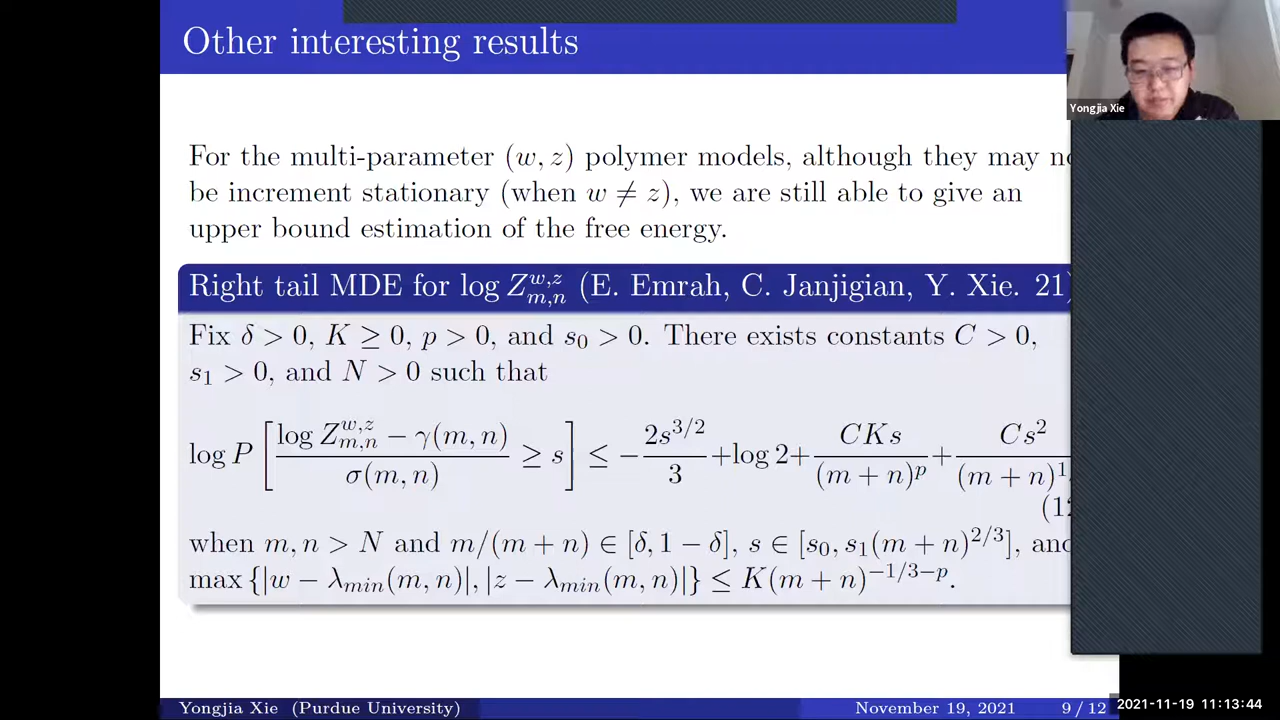 Other interesting results
Yongjia Xie
For the multi-parameter (w, z) polymer models, although they may
be increment stationary (when w ≠ z), we are still able to give an
upper bound estimation of the free energy.
Right tail MDE for log Z_{m,n}^{w,z} (E. Emrah, C. Janjigian, Y. Xie. 21)
Fix δ > 0, K ≥ 0, p > 0, and s_0 > 0. There exists constants C > 0,
s_1 > 0, and N > 0 such that
log P [ (log Z_{m,n}^{w,z} − γ(m, n)) / σ(m, n) ≥ s ] ≤ − 2s^{3/2} / 3 + log 2 + CKs / (m + n)^p + Cs^2 / (m + n)
when m, n > N and m/(m + n) ∈ [δ, 1 − δ], s ∈ [s_0, s_1(m + n)^{2/3}], and
max {|w − λ_{min}(m, n)|, |z − λ_{min}(m, n)|} ≤ K(m + n)^{−1/3−p}.
Yongjia Xie (Purdue University)
November 19, 2021
9 / 12
2021-11-19 11:13:44